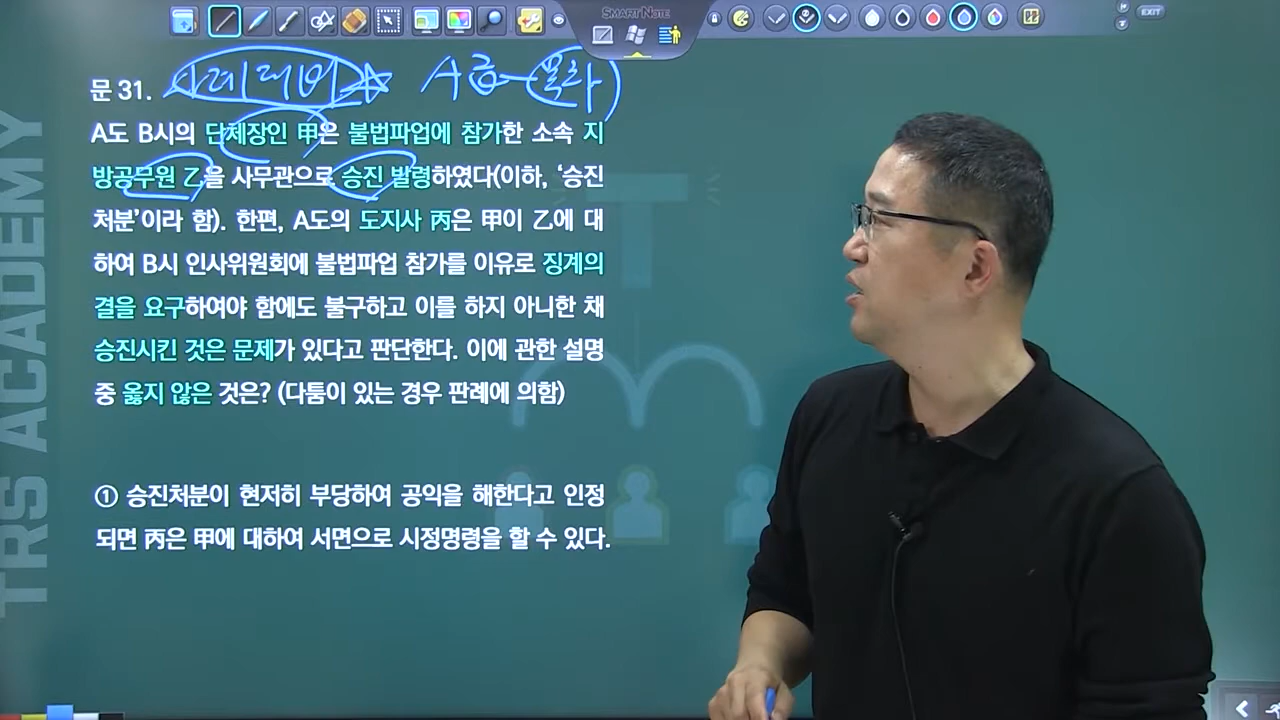 SMARTNOTE
EXIT
사례대비 A급
문 31.
A도 B시의 단체장인 甲은 불법파업에 참가한 소속 지
방공무원 乙을 사무관으로 승진 발령하였다(이하, ‘승진
처분’이라 함). 한편, A도의 도지사 丙은 甲이 乙에 대
하여 B시 인사위원회에 불법파업 참가를 이유로 징계의
결을 요구하여야 함에도 불구하고 이를 하지 아니한 채
승진시킨 것은 문제가 있다고 판단한다. 이에 관한 설명
중 옳지 않은 것은? (다툼이 있는 경우 판례에 의함)
① 승진처분이 현저히 부당하여 공익을 해한다고 인정
되면 丙은 甲에 대하여 서면으로 시정명령을 할 수 있다.
TRS ACADEMY